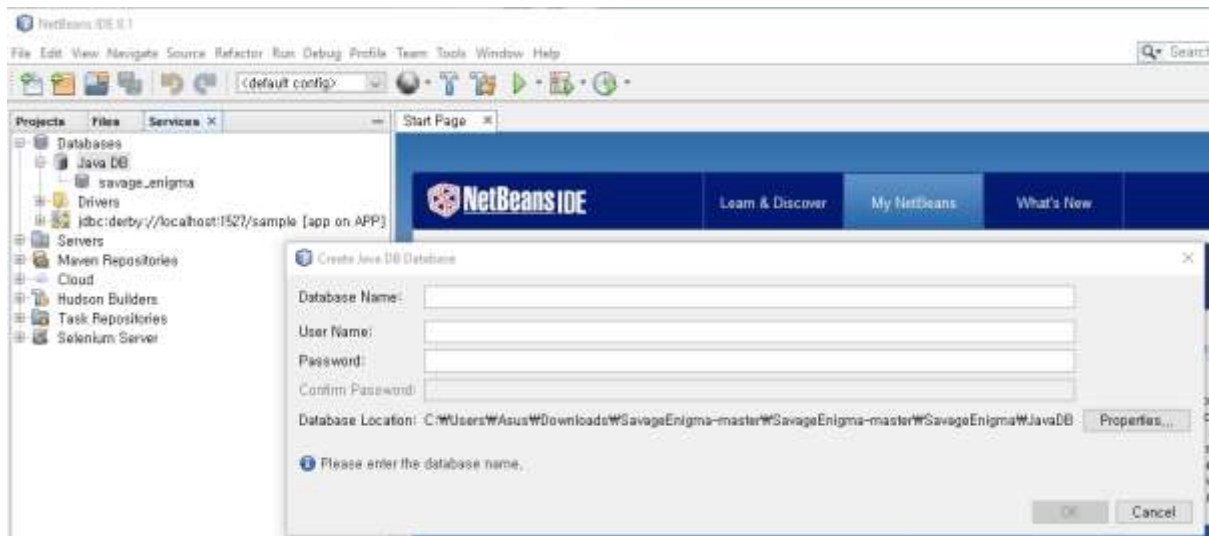 NetBeans IDE 8.1
File Edit View Navigate Source Refactor Run Debug Profile Team Tools Window Help
Search
<default config>
Projects Files Services
Start Page
Databases
Java DB
savage_enigma
Drivers
jdbc:derby://localhost:1527/sample [app on APP]
Servers
Maven Repositories
Cloud
Hudson Builders
Task Repositories
Selenium Server
NetBeans IDE
Learn & Discover
My NetBeans
What's New
Create Java DB Database
Database Name:
User Name:
Password:
Confirm Password:
Database Location: C:₩Users₩Asus₩Downloads₩SavageEnigma-master₩SavageEnigma-master₩SavageEnigma₩JavaDB Properties...
Please enter the database name.
OK Cancel